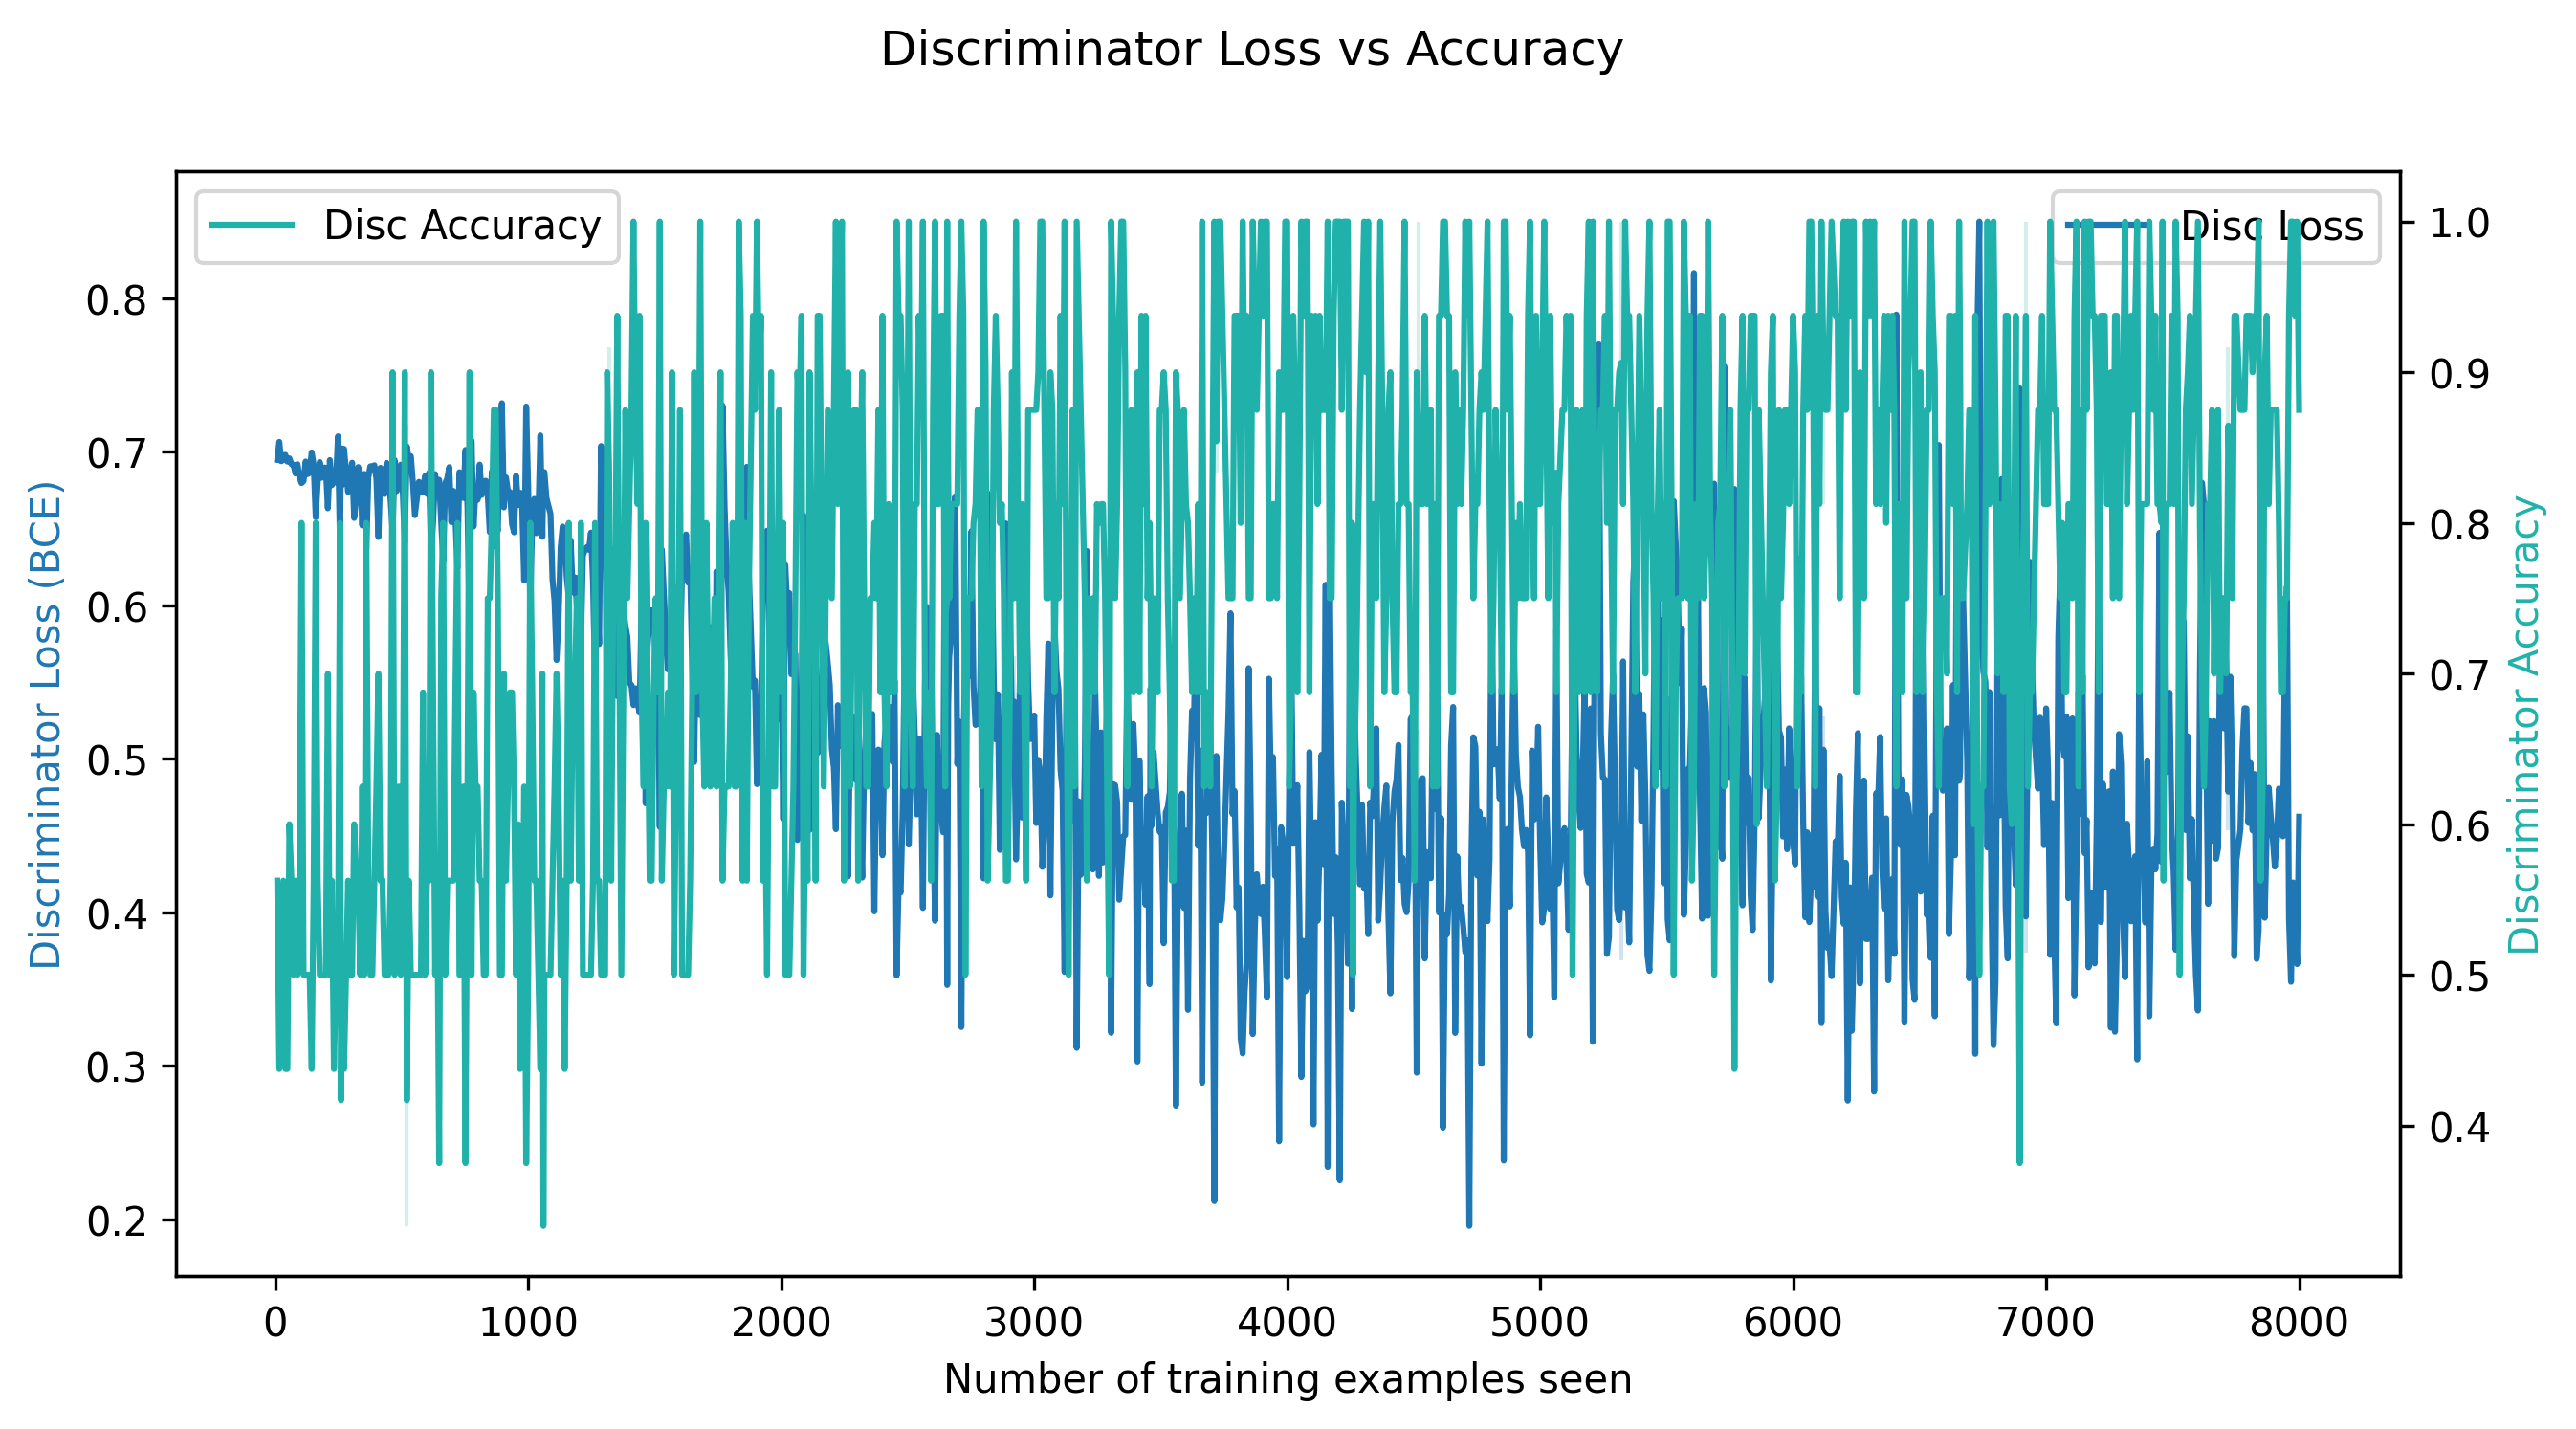 Discriminator Loss vs Accuracy
Disc Accuracy
Disc Loss
Discriminator Loss (BCE)
0.8
0.7
0.6
0.5
0.4
0.3
0.2
1.0
0.9
0.8
0.7
0.6
0.5
0.4
Discriminator Accuracy
0 1000 2000 3000 4000 5000 6000 7000 8000
Number of training examples seen